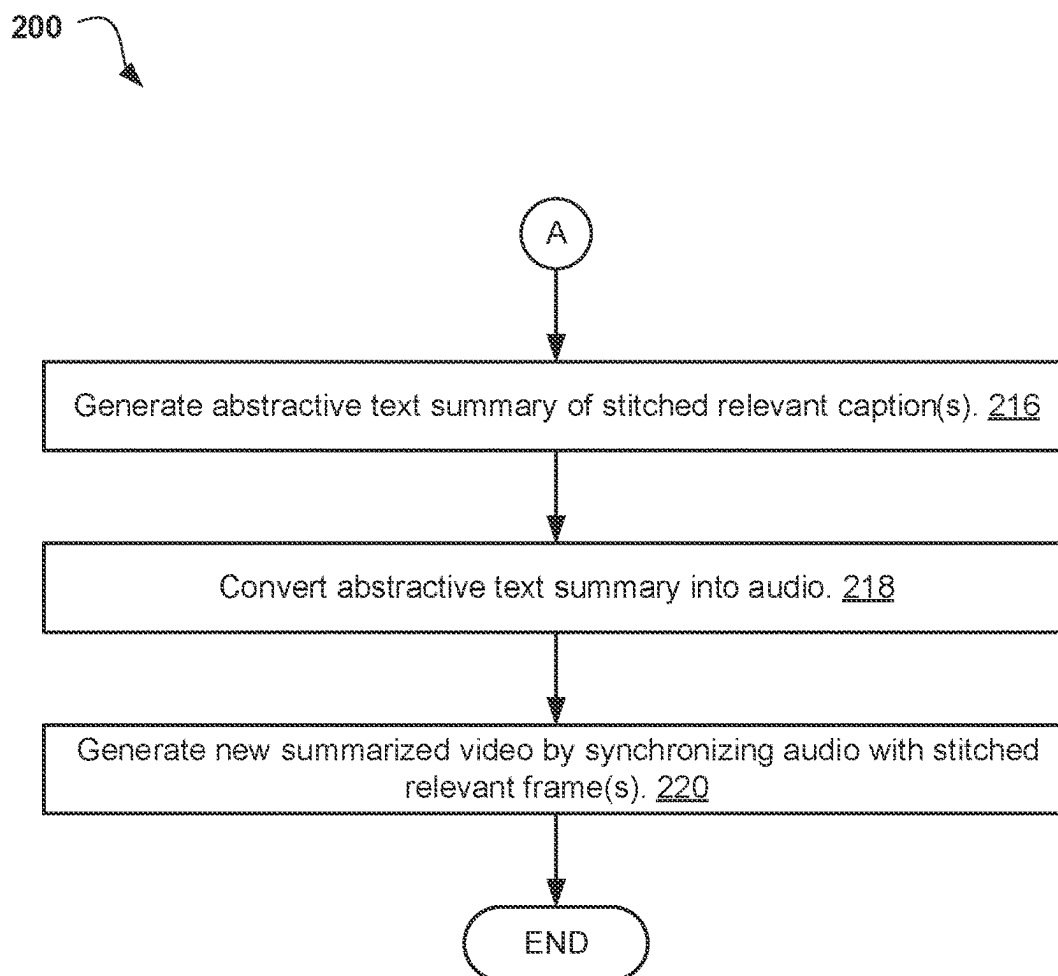 200
A
Generate abstractive text summary of stitched relevant caption(s). 216
Convert abstractive text summary into audio. 218
Generate new summarized video by synchronizing audio with stitched
relevant frame(s). 220
END